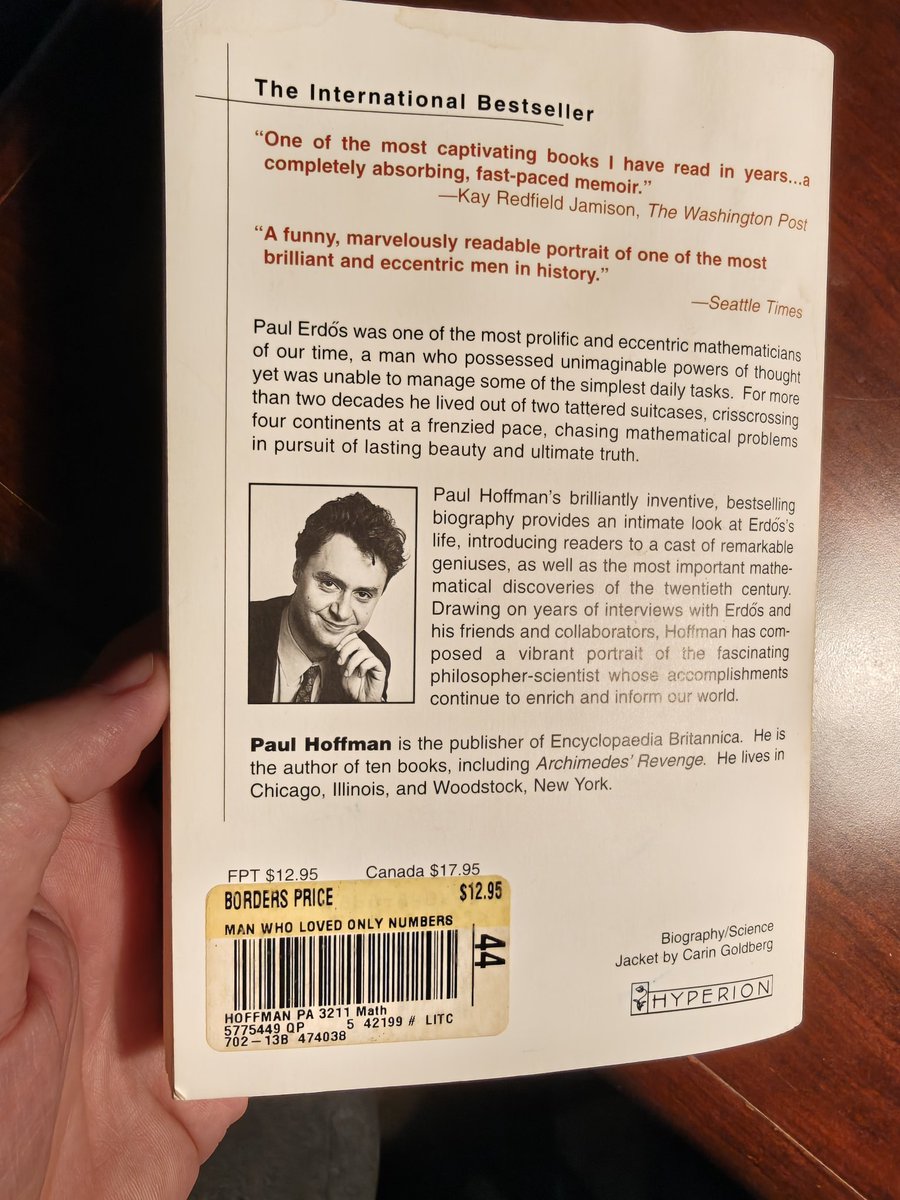 The International Bestseller
“One of the most captivating books I have read in years...a
completely absorbing, fast-paced memoir.”
—Kay Redfield Jamison, The Washington Post
“A funny, marvelously readable portrait of one of the most
brilliant and eccentric men in history.”
—Seattle Times
Paul Erdős was one of the most prolific and eccentric mathematicians
of our time, a man who possessed unimaginable powers of thought
yet was unable to manage some of the simplest daily tasks. For more
than two decades he lived out of two tattered suitcases, crisscrossing
four continents at a frenzied pace, chasing mathematical problems
in pursuit of lasting beauty and ultimate truth.
Paul Hoffman’s brilliantly inventive, bestselling
biography provides an intimate look at Erdős’s
life, introducing readers to a cast of remarkable
geniuses, as well as the most important mathe-
matical discoveries of the twentieth century.
Drawing on years of interviews with Erdős and
his friends and collaborators, Hoffman has com-
posed a vibrant portrait of the fascinating
philosopher-scientist whose accomplishments
continue to enrich and inform our world.
Paul Hoffman is the publisher of Encyclopaedia Britannica. He is
the author of ten books, including Archimedes’ Revenge. He lives in
Chicago, Illinois, and Woodstock, New York.
FPT $12.95 Canada $17.95
BORDERS PRICE $12.95
MAN WHO LOVED ONLY NUMBERS
44
HOFFMAN PA 3211 Math
5775449 QP 5 42199 # LITC
702-13B 474038
Biography/Science
Jacket by Carin Goldberg
HYPERION